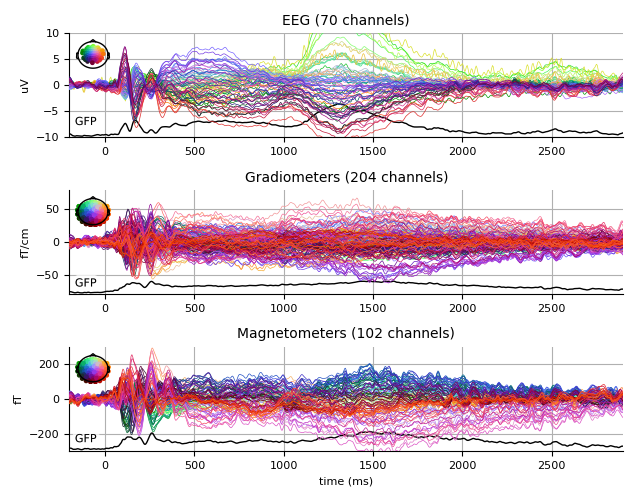 EEG (70 channels)
10
5
0
−5
−10
uV
GFP
0 500 1000 1500 2000 2500
Gradiometers (204 channels)
50
0
−50
fT/cm
GFP
0 500 1000 1500 2000 2500
Magnetometers (102 channels)
200
0
−200
fT
GFP
0 500 1000 1500 2000 2500
time (ms)